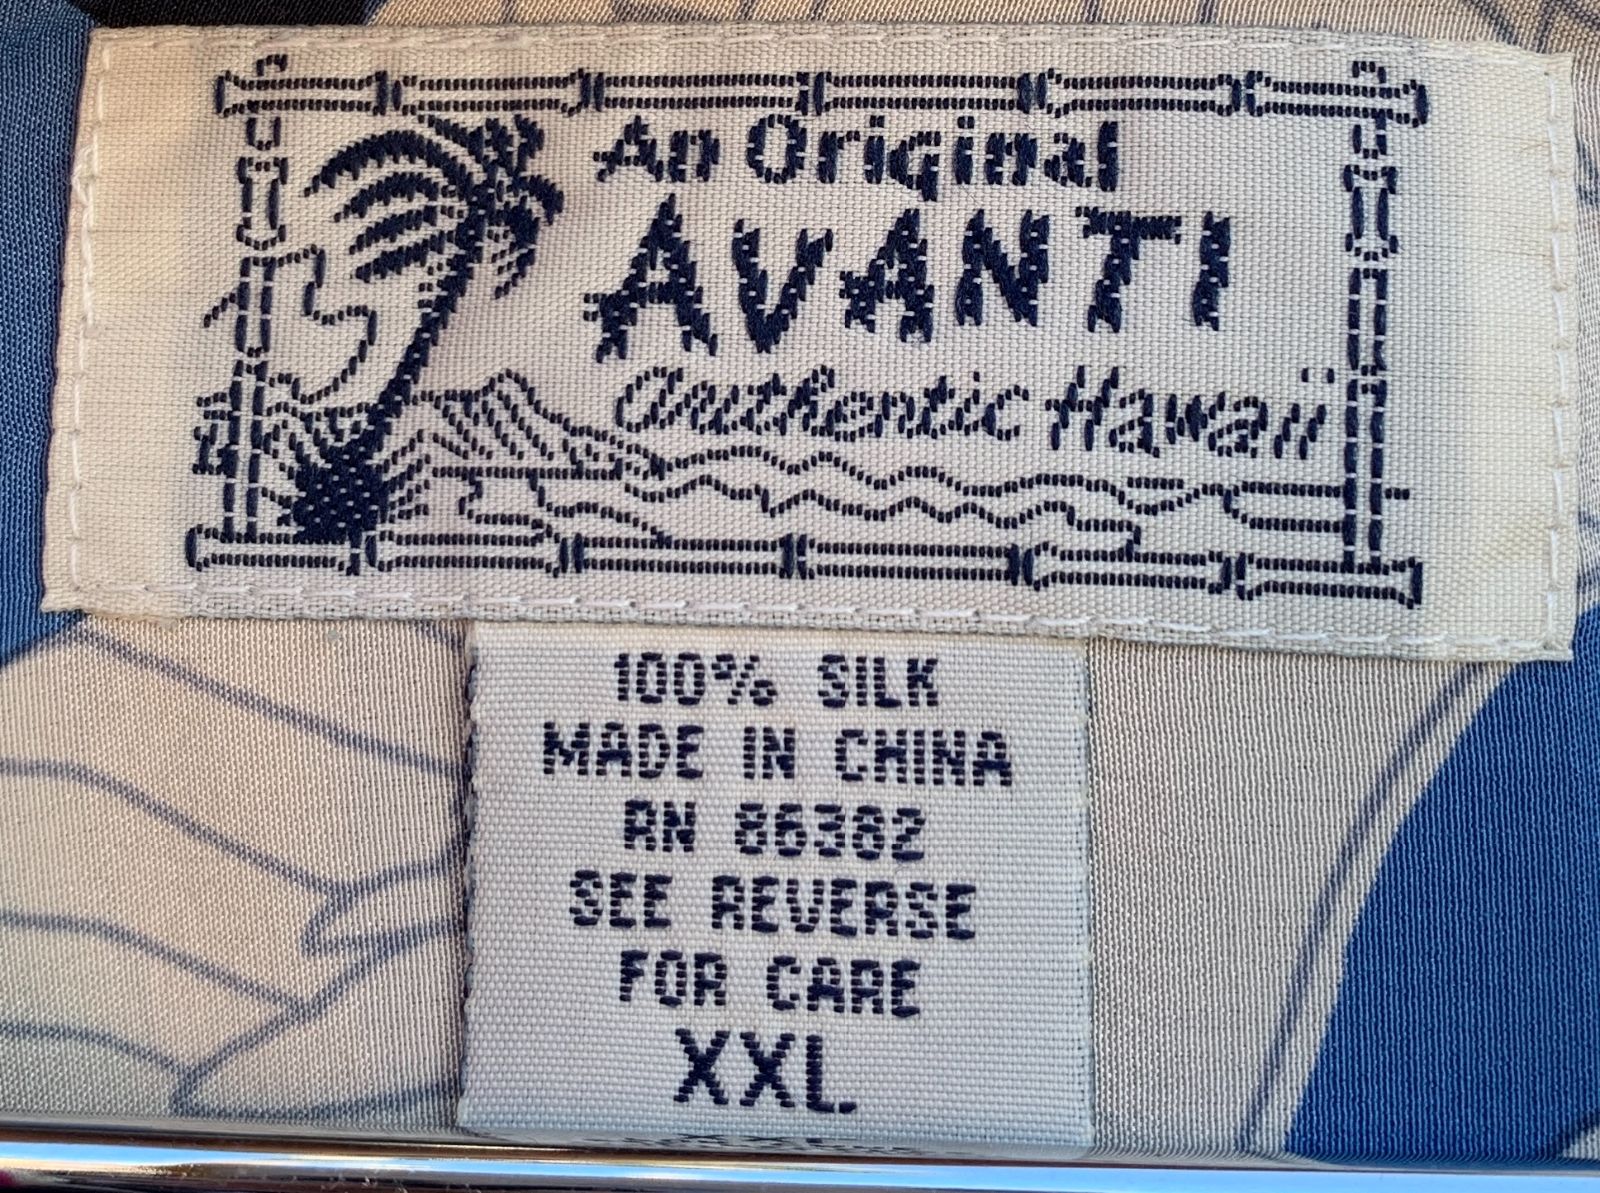 An Original
AVANTI
Authentic Hawaii
100% SILK
MADE IN CHINA
RN 86382
SEE REVERSE
FOR CARE
XXL